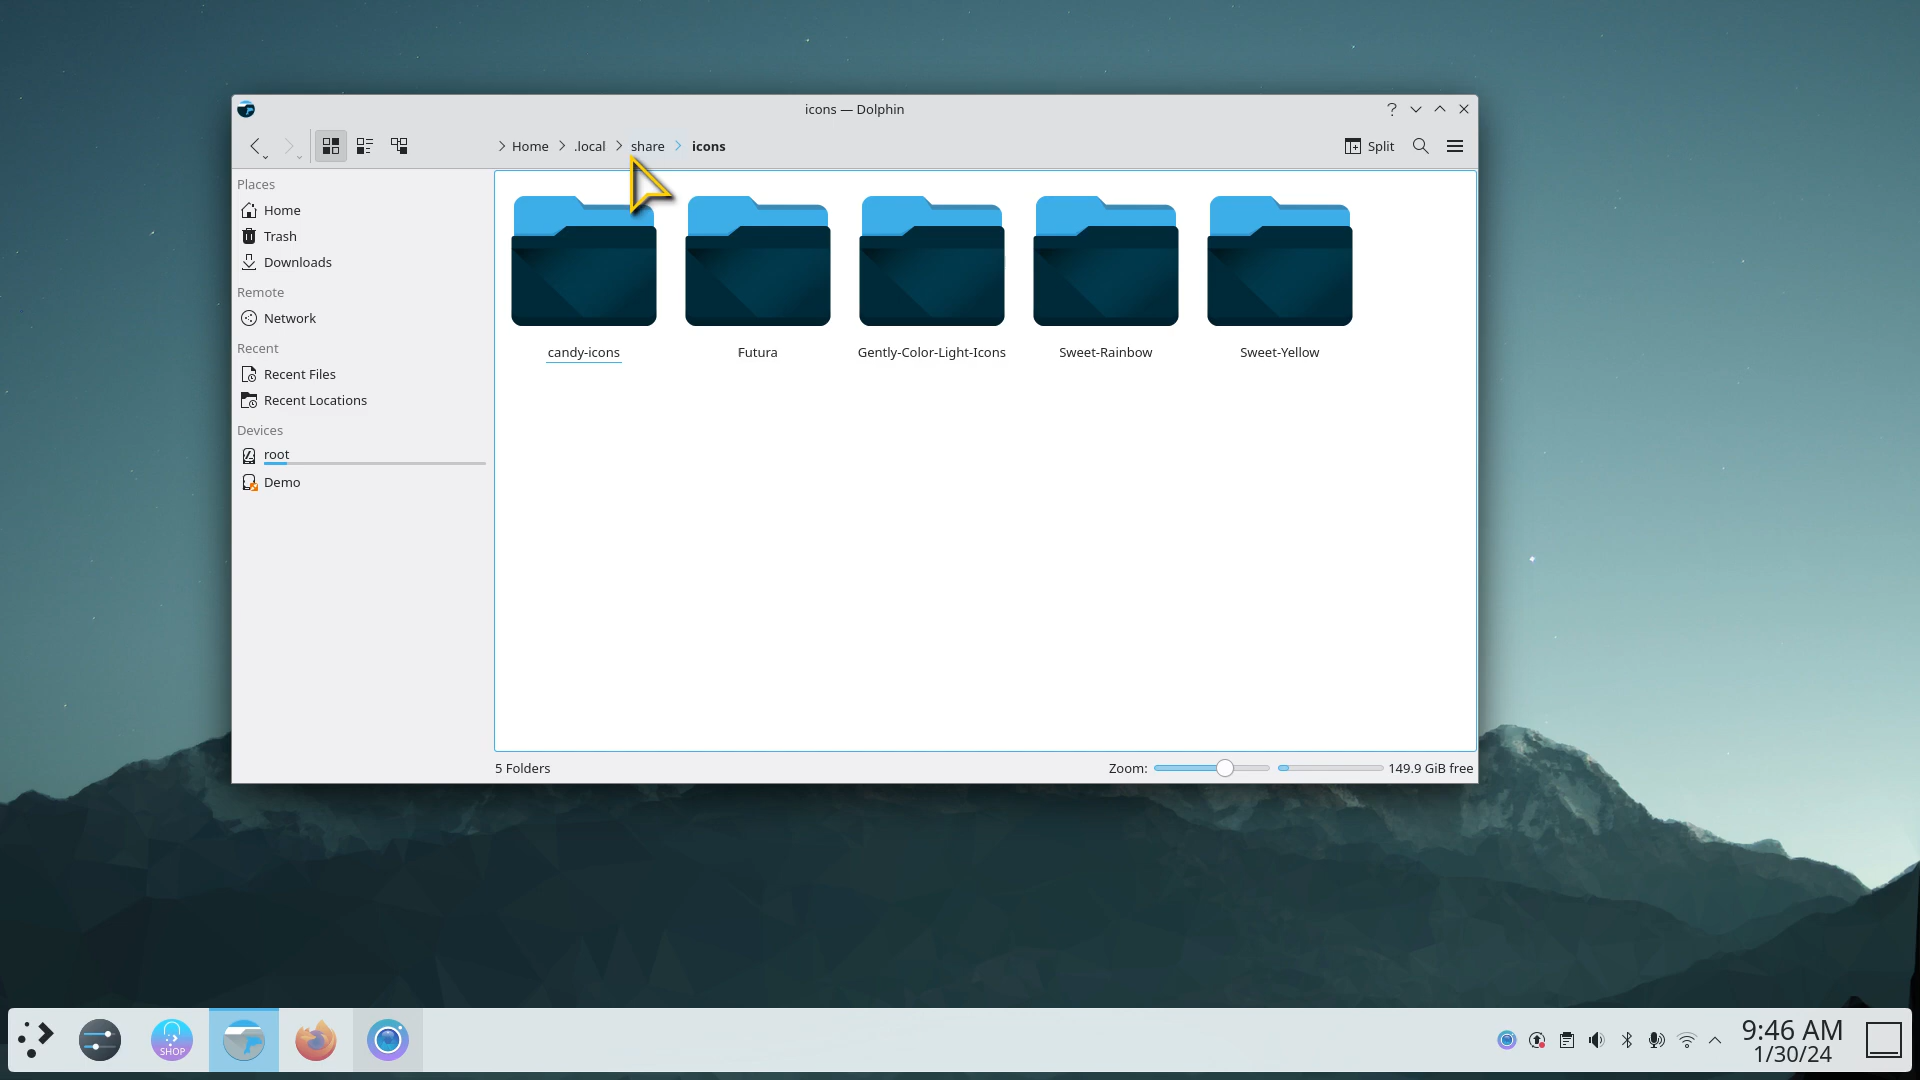 icons — Dolphin
Home .local share icons
Split
Places
Home
Trash
Downloads
Remote
Network
Recent
Recent Files
Recent Locations
Devices
root
Demo
candy-icons
Futura
Gently-Color-Light-Icons
Sweet-Rainbow
Sweet-Yellow
5 Folders
Zoom:
149.9 GiB free
SHOP
9:46 AM
1/30/24